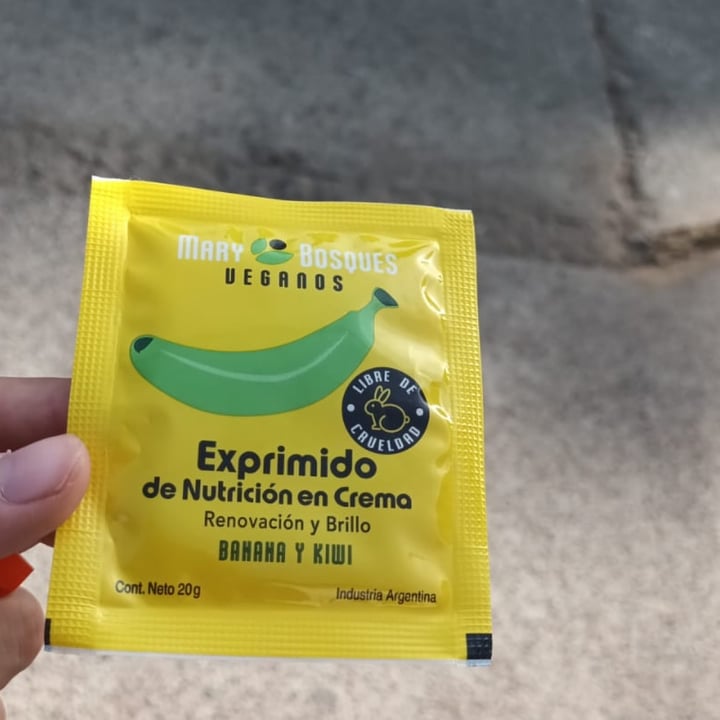 MARY BOSQUES
VEGANOS
LIBRE DE
CRUELDAD
Exprimido
de Nutrición en Crema
Renovación y Brillo
BANANA Y KIWI
Cont. Neto 20g
Industria Argentina